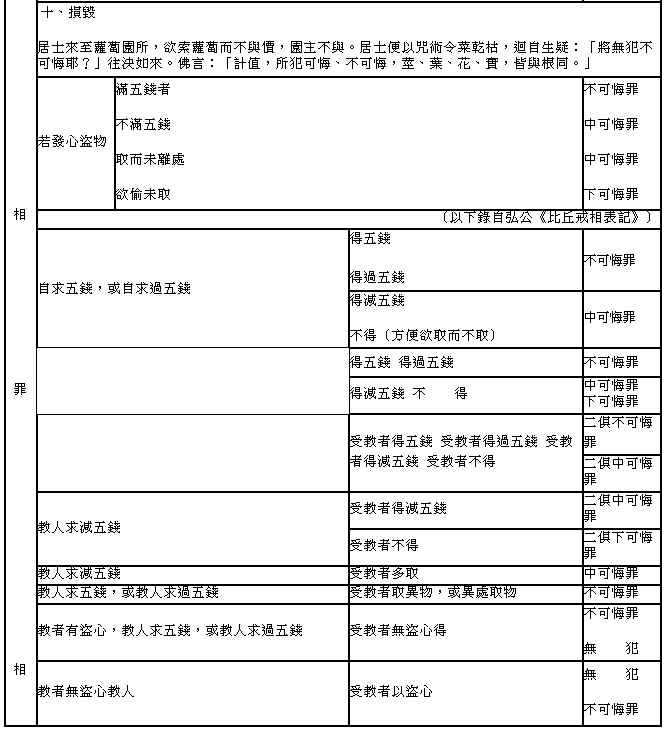 十、損毀
居士來至蘿蔔園所，欲索蘿蔔而不與價，園主不與。居士便以咒術令菜乾枯，迴自生疑：「將無犯不
可悔耶？」往決如來。佛言：「計值，所犯可悔、不可悔，莖、葉、花、實，皆與根同。」
若發心盜物
滿五錢者
不可悔罪
不滿五錢
中可悔罪
取而未離處
中可悔罪
欲偷未取
下可悔罪
相
〔以下錄自弘公《比丘戒相表記》〕
自求五錢，或自求過五錢
得五錢
得過五錢
不可悔罪
得減五錢
不得〔方便欲取而不取〕
中可悔罪
罪
得五錢 得過五錢
不可悔罪
得減五錢 不　　得
中可悔罪
下可悔罪
受教者得五錢 受教者得過五錢 受教
者得減五錢 受教者不得
二俱不可悔
罪
二俱中可悔
罪
教人求減五錢
受教者得減五錢
二俱中可悔
罪
受教者不得
二俱下可悔
罪
教人求減五錢
受教者多取
中可悔罪
教人求五錢，或教人求過五錢
受教者取異物，或異處取物
不可悔罪
教者有盜心，教人求五錢，或教人求過五錢
受教者無盜心得
不可悔罪
無　　犯
相
教者無盜心教人
受教者以盜心
無　　犯
不可悔罪